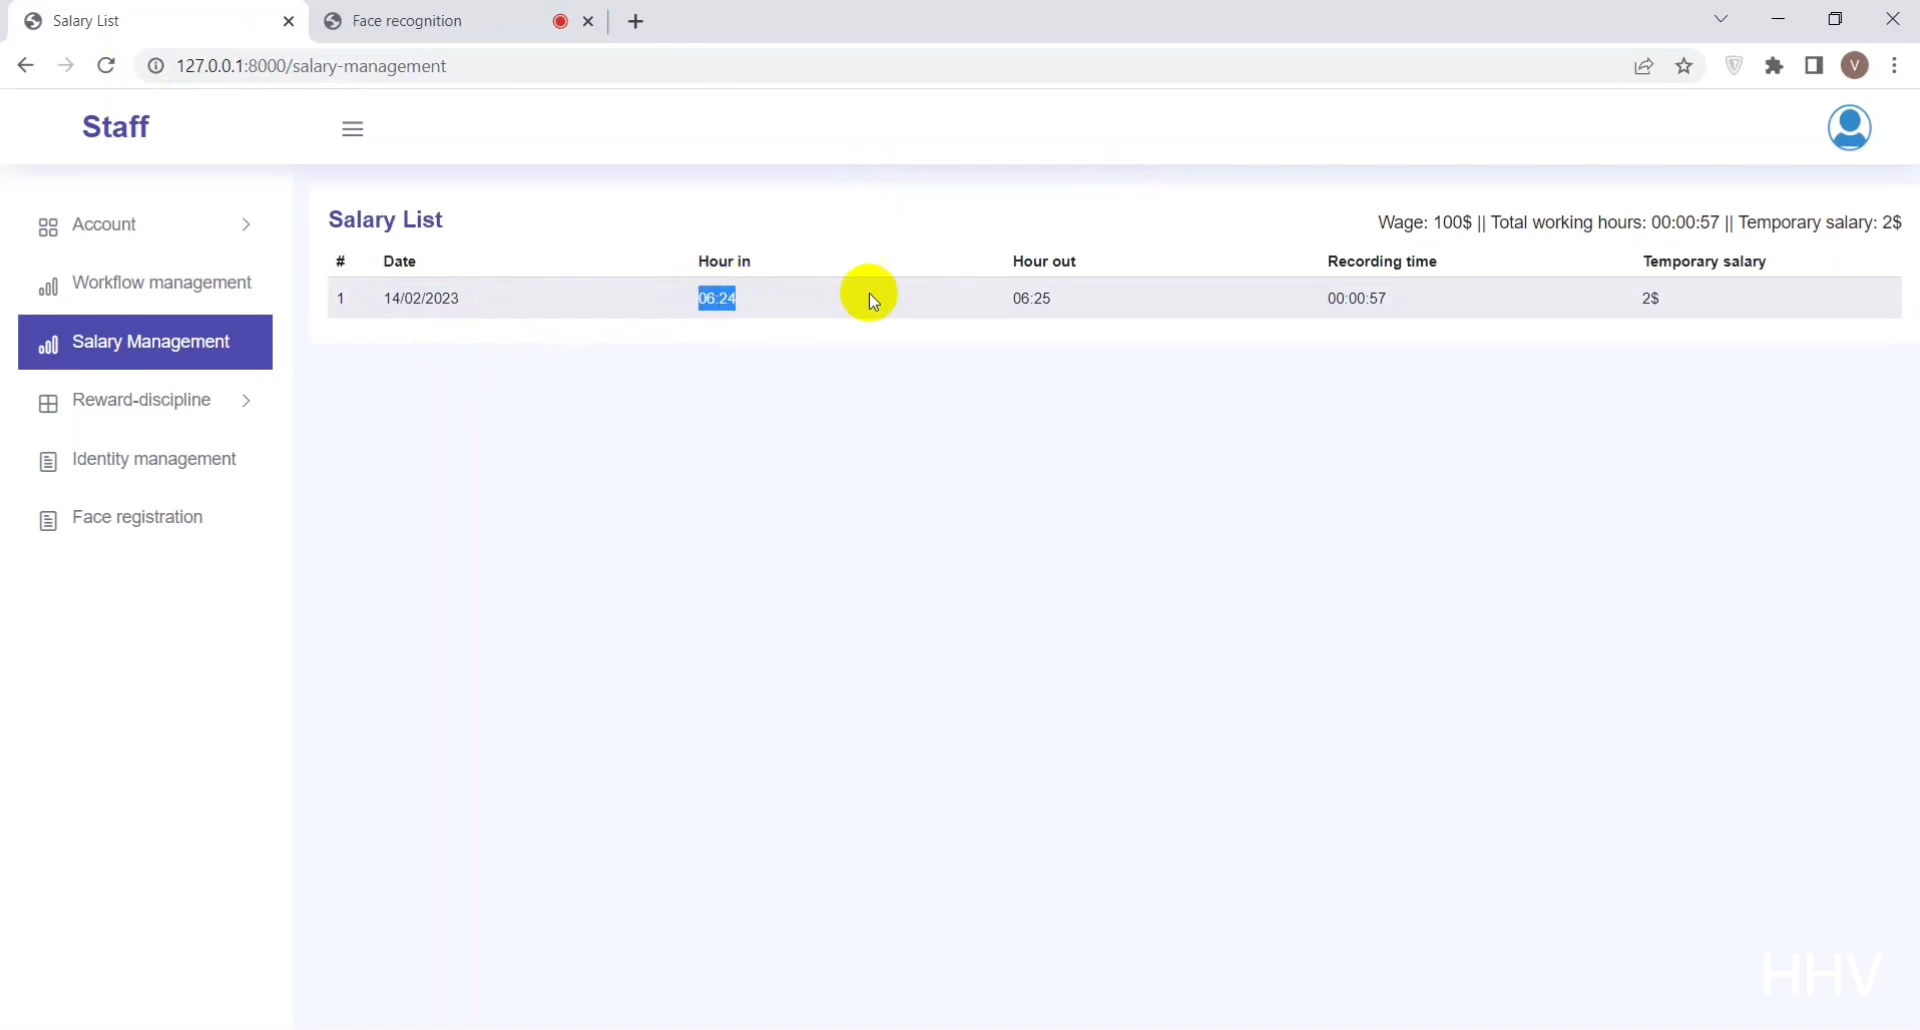 Salary List
Face recognition
127.0.0.1:8000/salary-management
V
Staff
Account
Workflow management
Salary Management
Reward-discipline
Identity management
Face registration
Salary List
Wage: 100$ || Total working hours: 00:00:57 || Temporary salary: 2$
# Date Hour in Hour out Recording time Temporary salary
1 14/02/2023 06:24 06:25 00:00:57 2$
HHV